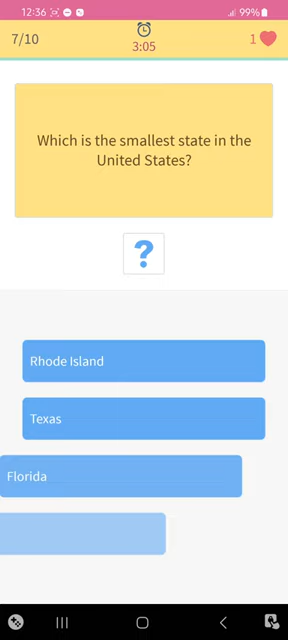 12:36
99%
7/10
3:05
1
Which is the smallest state in the
United States?
?
Rhode Island
Texas
Florida